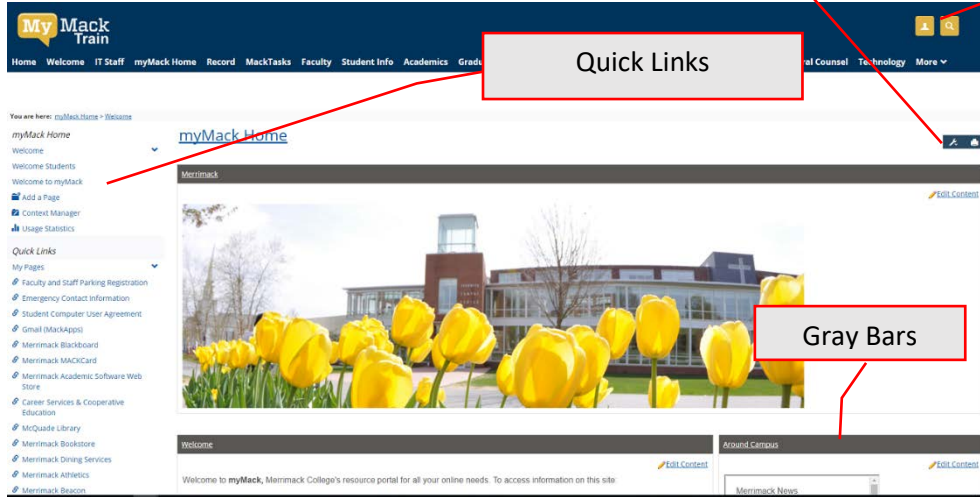 My Mack
Train
Home Welcome IT Staff myMack Home Record MackTasks Faculty Student Info Academics Counsel Technology More
Quick Links
You are here: myMack Home > Welcome
myMack Home
Welcome
Welcome Students
Welcome to myMack
Add a Page
Context Manager
Usage Statistics
Quick Links
My Pages
Faculty and Staff Parking Registration
Emergency Contact Information
Student Computer User Agreement
Gmail (MackApps)
Merrimack Blackboard
Merrimack MACKCard
Merrimack Academic Software Web
Store
Career Services & Cooperative
Education
McQuade Library
Merrimack Bookstore
Merrimack Dining Services
Merrimack Athletics
Merrimack Beacon
myMack Home
Merrimack
Edit Content
Gray Bars
Welcome
Edit Content
Welcome to myMack, Merrimack College's resource portal for all your online needs. To access information on this site
Around Campus
Edit Content
Merrimack News